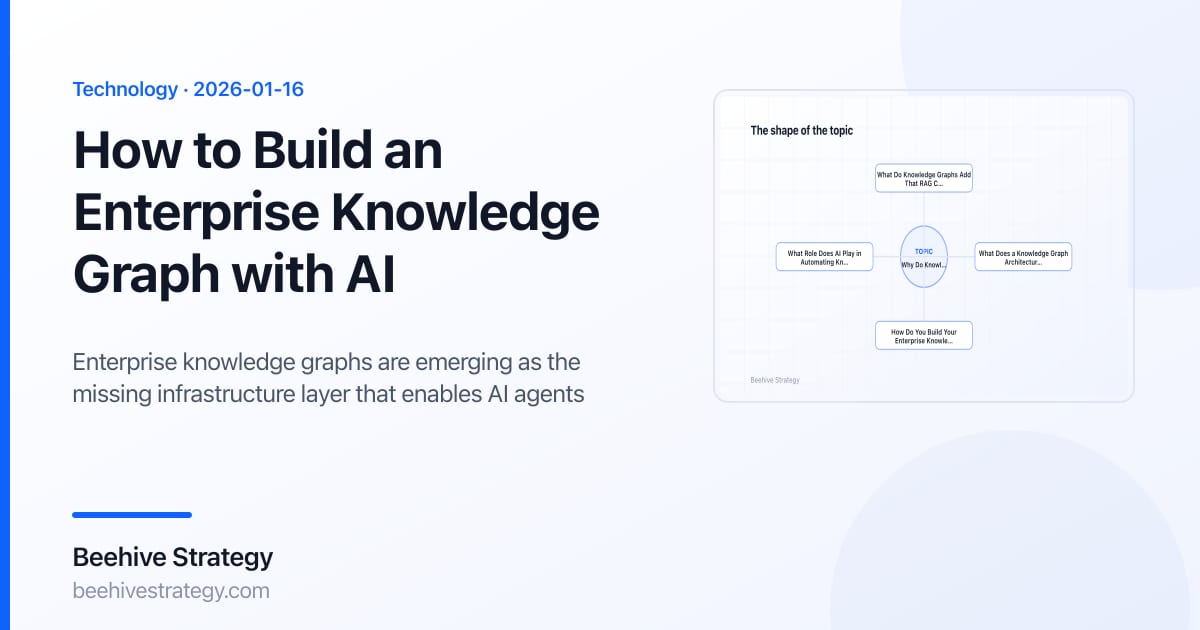 Technology · 2026-01-16
How to Build an
Enterprise Knowledge
Graph with AI
Enterprise knowledge graphs are emerging as the
missing infrastructure layer that enables AI agents
Beehive Strategy
beehivestrategy.com
The shape of the topic
What Do Knowledge Graphs Add
That RAG C...
What Role Does AI Play in
Automating Kn...
TOPIC
Why Do Knowl...
What Does a Knowledge Graph
Architectur...
How Do You Build Your
Enterprise Knowle...
Beehive Strategy